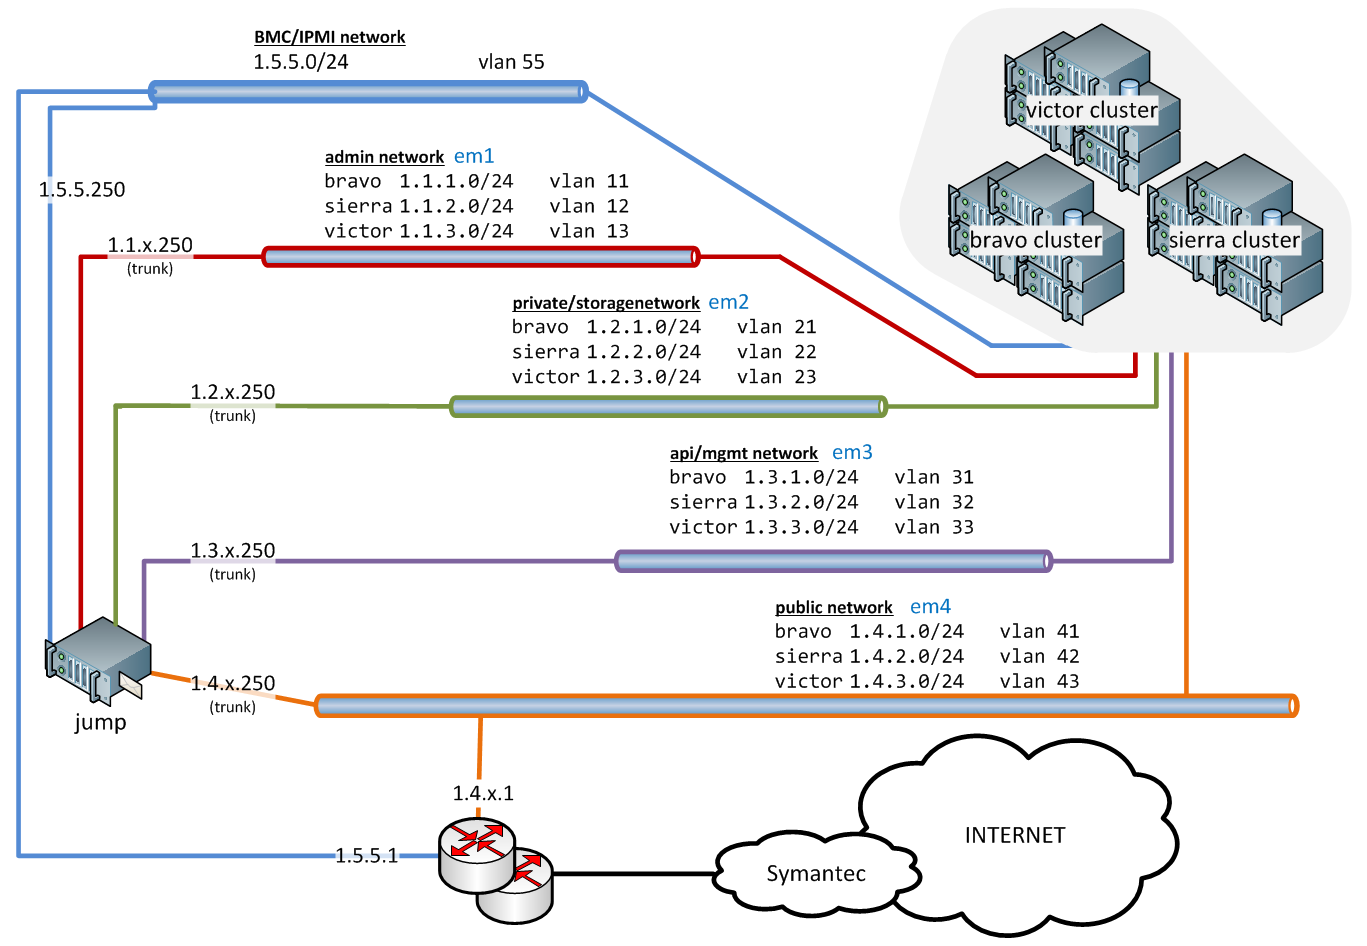 BMC/IPMI network
1.5.5.0/24 vlan 55
victor cluster
bravo cluster
sierra cluster
admin network em1
bravo 1.1.1.0/24 vlan 11
sierra 1.1.2.0/24 vlan 12
victor 1.1.3.0/24 vlan 13
1.5.5.250
1.1.x.250
(trunk)
private/storagenetwork em2
bravo 1.2.1.0/24 vlan 21
sierra 1.2.2.0/24 vlan 22
victor 1.2.3.0/24 vlan 23
1.2.x.250
(trunk)
api/mgmt network em3
bravo 1.3.1.0/24 vlan 31
sierra 1.3.2.0/24 vlan 32
victor 1.3.3.0/24 vlan 33
1.3.x.250
(trunk)
public network em4
bravo 1.4.1.0/24 vlan 41
sierra 1.4.2.0/24 vlan 42
victor 1.4.3.0/24 vlan 43
1.4.x.250
(trunk)
jump
1.4.x.1
1.5.5.1
Symantec
INTERNET